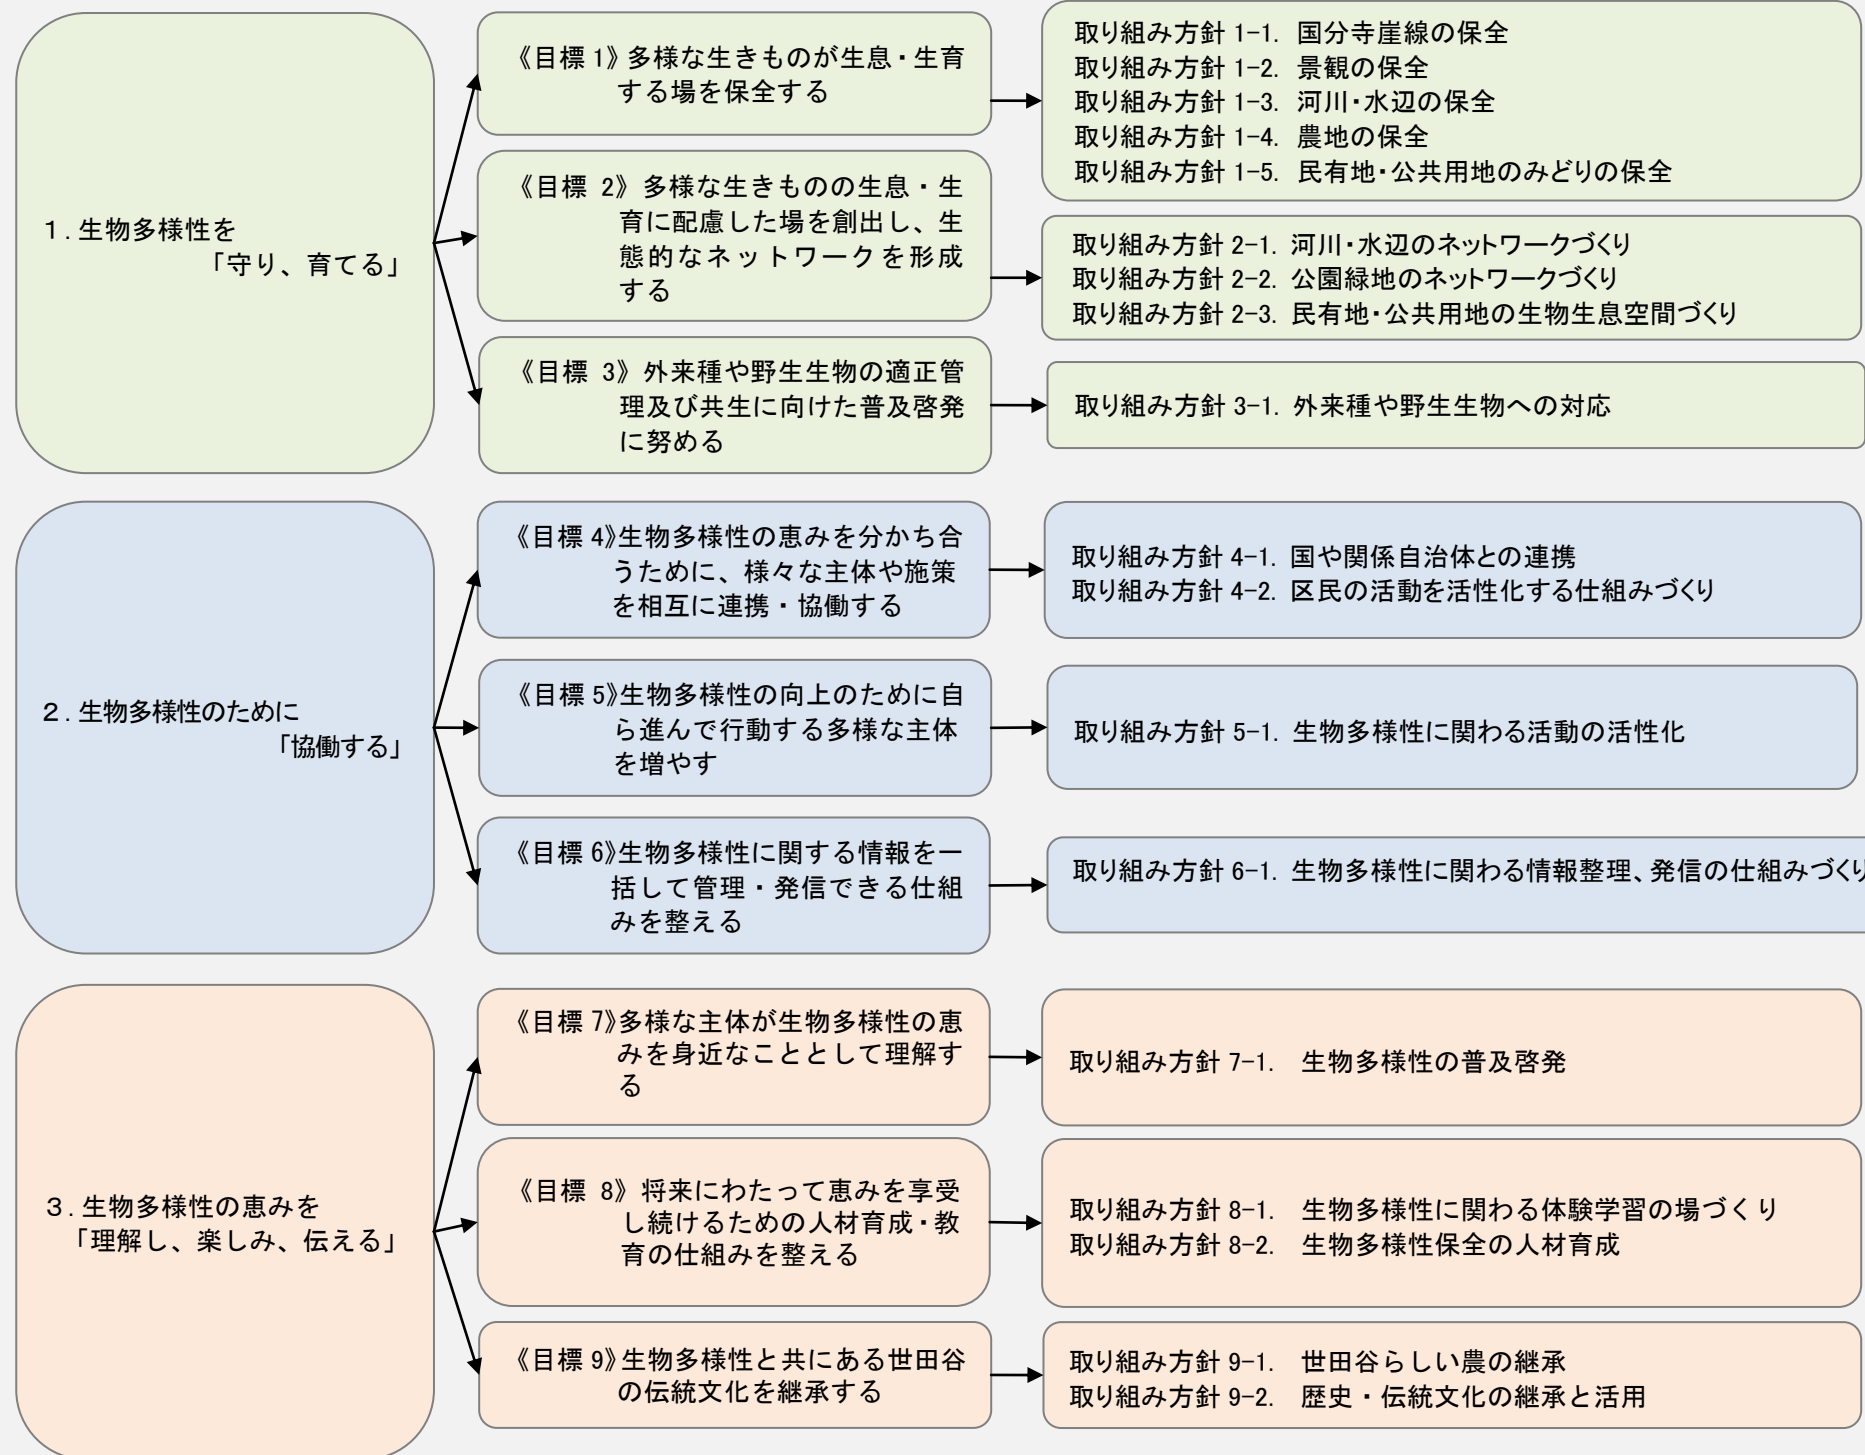 １.生物多様性を
「守り、育てる」
《目標 1》多様な生きものが生息・生育
する場を保全する
取り組み方針 1-1. 国分寺崖線の保全
取り組み方針 1-2. 景観の保全
取り組み方針 1-3. 河川・水辺の保全
取り組み方針 1-4. 農地の保全
取り組み方針 1-5. 民有地・公共用地のみどりの保全
《目標 2》多様な生きものの生息・生
育に配慮した場を創出し、生
態的なネットワークを形成
する
取り組み方針 2-1. 河川・水辺のネットワークづくり
取り組み方針 2-2. 公園緑地のネットワークづくり
取り組み方針 2-3. 民有地・公共用地の生物生息空間づくり
《目標 3》外来種や野生生物の適正管
理及び共生に向けた普及啓発
に努める
取り組み方針 3-1. 外来種や野生生物への対応
２.生物多様性のために
「協働する」
《目標 4》生物多様性の恵みを分かち合
うために、様々な主体や施策
を相互に連携・協働する
取り組み方針 4-1. 国や関係自治体との連携
取り組み方針 4-2. 区民の活動を活性化する仕組みづくり
《目標 5》生物多様性の向上のために自
ら進んで行動する多様な主体
を増やす
取り組み方針 5-1. 生物多様性に関わる活動の活性化
《目標 6》生物多様性に関する情報を一
括して管理・発信できる仕組
みを整える
取り組み方針 6-1. 生物多様性に関わる情報整理、発信の仕組みづくり
３.生物多様性の恵みを
「理解し、楽しみ、伝える」
《目標 7》多様な主体が生物多様性の恵
みを身近なこととして理解す
る
取り組み方針 7-1. 生物多様性の普及啓発
《目標 8》将来にわたって恵みを享受
し続けるための人材育成・教
育の仕組みを整える
取り組み方針 8-1. 生物多様性に関わる体験学習の場づくり
取り組み方針 8-2. 生物多様性保全の人材育成
《目標 9》生物多様性と共にある世田谷
の伝統文化を継承する
取り組み方針 9-1. 世田谷らしい農の継承
取り組み方針 9-2. 歴史・伝統文化の継承と活用